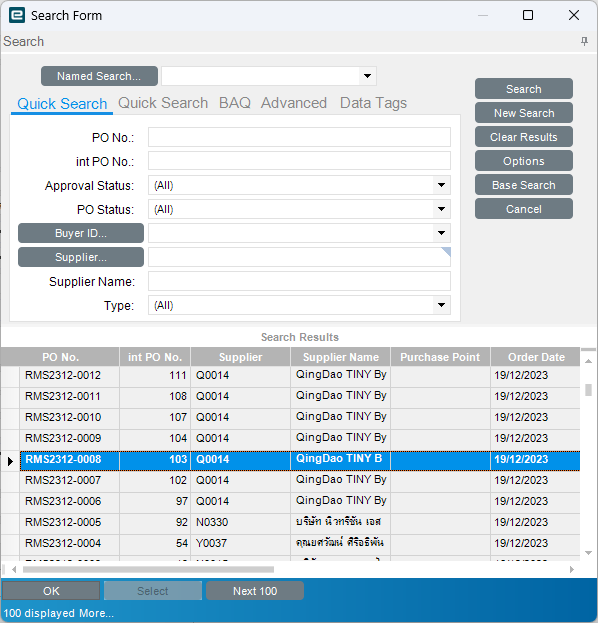 Search Form
Search
Named Search...
Quick Search Quick Search BAQ Advanced Data Tags
Search
New Search
Clear Results
Options
Base Search
Cancel
PO No.:
int PO No.:
Approval Status: (All)
PO Status: (All)
Buyer ID...
Supplier...
Supplier Name:
Type: (All)
Search Results
PO No. int PO No. Supplier Supplier Name Purchase Point Order Date
RMS2312-0012 111 Q0014 QingDao TINY By 19/12/2023
RMS2312-0011 108 Q0014 QingDao TINY By 19/12/2023
RMS2312-0010 107 Q0014 QingDao TINY By 19/12/2023
RMS2312-0009 104 Q0014 QingDao TINY By 19/12/2023
RMS2312-0008 103 Q0014 QingDao TINY B 19/12/2023
RMS2312-0007 102 Q0014 QingDao TINY By 19/12/2023
RMS2312-0006 97 Q0014 QingDao TINY By 19/12/2023
RMS2312-0005 92 N0330 บริษัท นิวทริชัน เอส 19/12/2023
RMS2312-0004 54 Y0037 คุณยศวัฒน์ ศิริอธิพัน 19/12/2023
OK Select Next 100
100 displayed More...